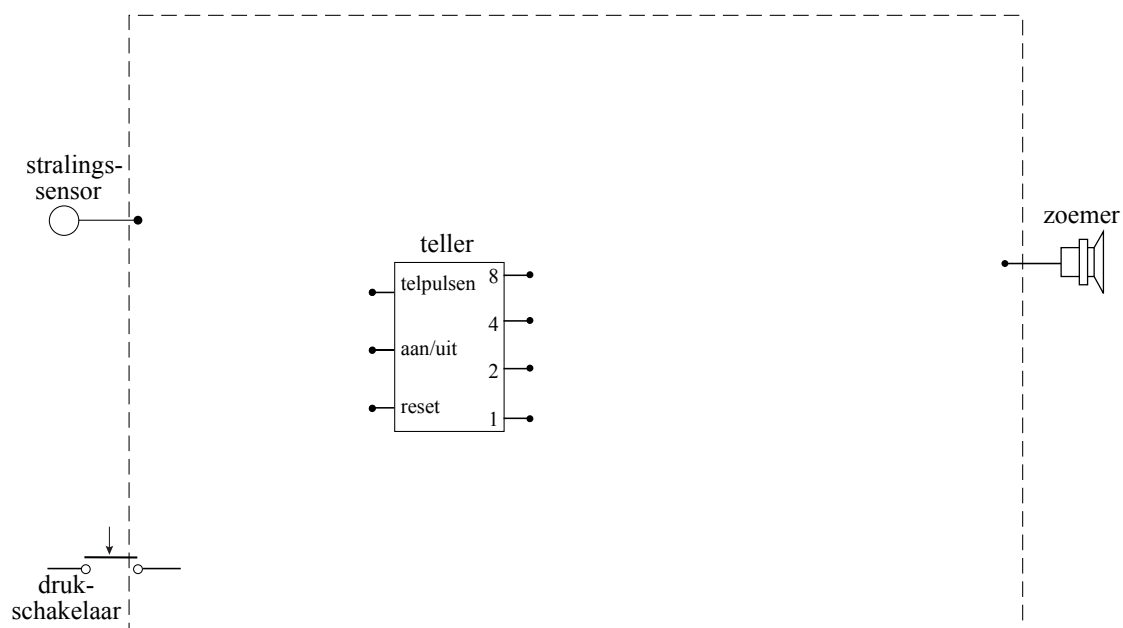 stralings-
sensor
zoemer
teller
telpulsen
8
4
aan/uit
2
reset
1
druk-
schakelaar